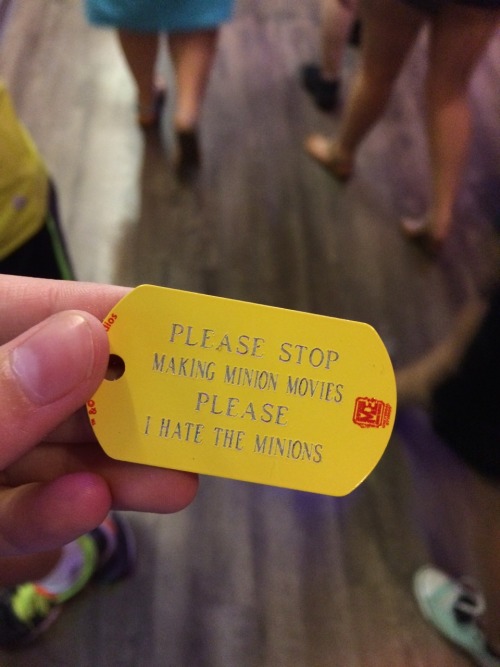 PLEASE STOP
MAKING MINION MOVIES
PLEASE
I HATE THE MINIONS